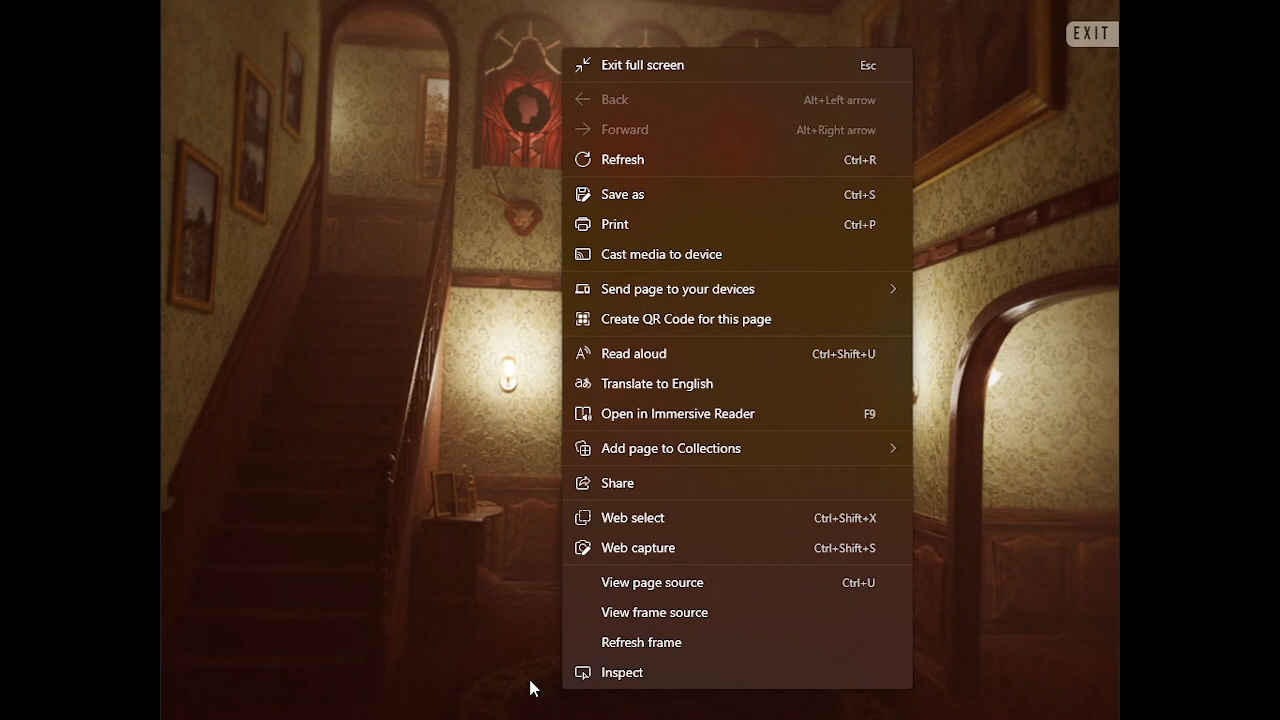 EXIT
Exit full screen Esc
Back Alt+Left arrow
Forward Alt+Right arrow
Refresh Ctrl+R
Save as Ctrl+S
Print Ctrl+P
Cast media to device
Send page to your devices
Create QR Code for this page
Read aloud Ctrl+Shift+U
Translate to English
Open in Immersive Reader F9
Add page to Collections
Share
Web select Ctrl+Shift+X
Web capture Ctrl+Shift+S
View page source Ctrl+U
View frame source
Refresh frame
Inspect